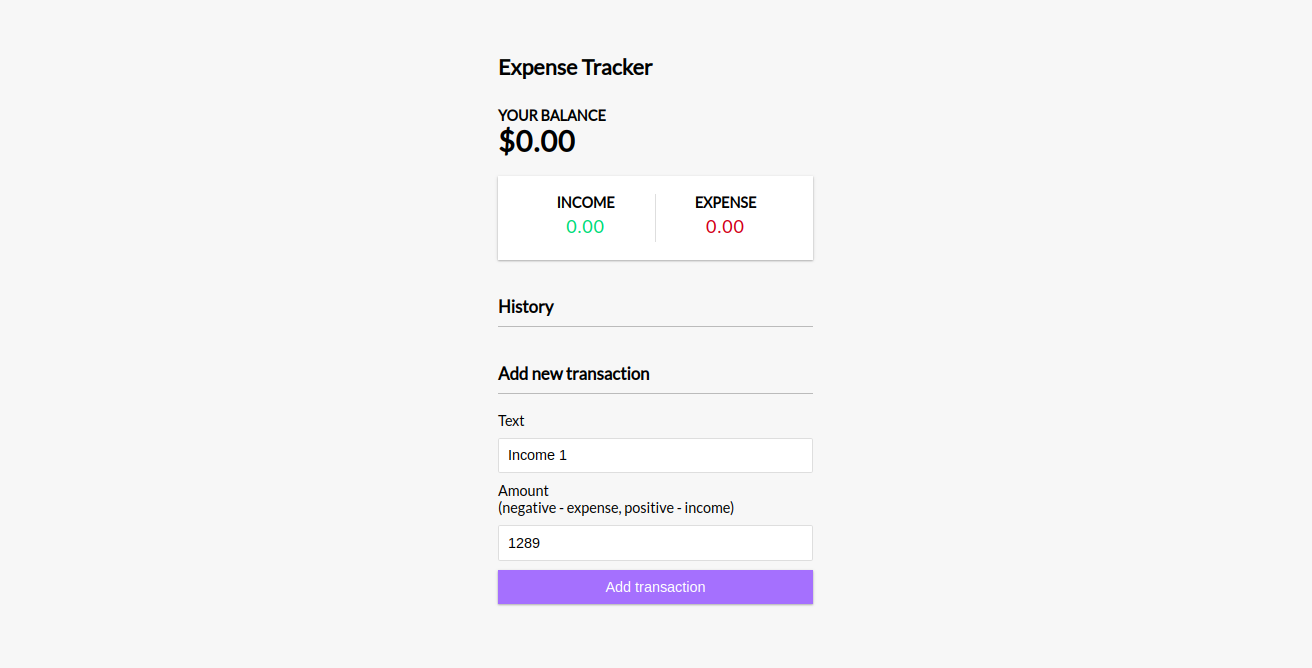 Expense Tracker
YOUR BALANCE
$0.00
INCOME EXPENSE
0.00 0.00
History
Add new transaction
Text
Income 1
Amount
(negative - expense, positive - income)
1289
Add transaction